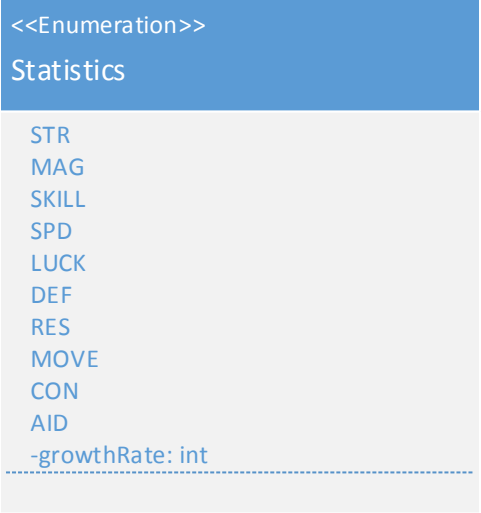 <<Enumeration>>
Statistics
STR
MAG
SKILL
SPD
LUCK
DEF
RES
MOVE
CON
AID
-growthRate: int